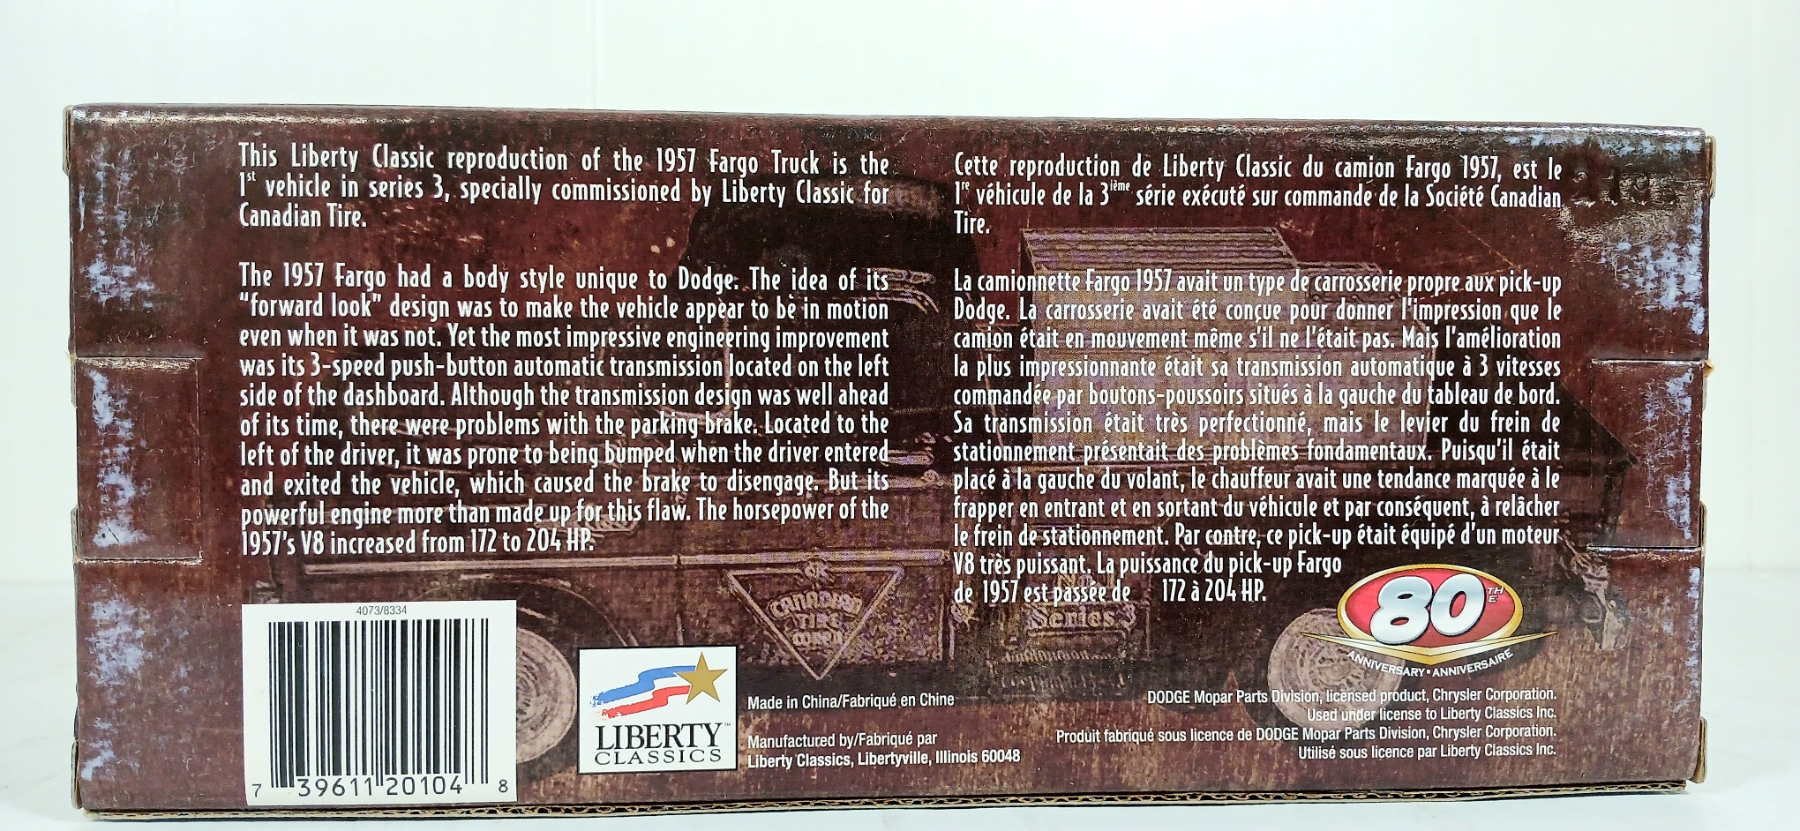 This Liberty Classic reproduction of the 1957 Fargo Truck is the
1st vehicle in series 3, specially commissioned by Liberty Classic for
Canadian Tire.
The 1957 Fargo had a body style unique to Dodge. The idea of its
"forward look" design was to make the vehicle appear to be in motion
even when it was not. Yet the most impressive engineering improvement
was its 3-speed push-button automatic transmission located on the left
side of the dashboard. Although the transmission design was well ahead
of its time, there were problems with the parking brake. Located to the
left of the driver, it was prone to being bumped when the driver entered
and exited the vehicle, which caused the brake to disengage. But its
powerful engine more than made up for this flaw. The horsepower of the
1957's V8 increased from 172 to 204 HP.
Cette reproduction de Liberty Classic du camion Fargo 1957, est le
1re véhicule de la 3ième série exécuté sur commande de la Société Canadian
Tire.
La camionnette Fargo 1957 avait un type de carrosserie propre aux pick-up
Dodge. La carrosserie avait été conçue pour donner l'impression que le
camion était en mouvement même s'il ne l'était pas. Mais l'amélioration
la plus impressionnante était sa transmission automatique à 3 vitesses
commandée par boutons-poussoirs situés à la gauche du tableau de bord.
Sa transmission était très perfectionné, mais le levier du frein de
stationnement présentait des problèmes fondamentaux. Puisqu'il était
placé à la gauche du volant, le chauffeur avait une tendance marquée à le
frapper en entrant et en sortant du véhicule et par conséquent, à relâcher
le frein de stationnement. Par contre, ce pick-up était équipé d'un moteur
V8 très puissant. La puissance du pick-up Fargo
de 1957 est passée de 172 à 204 HP.
CANADIAN
TIRE
CORP'N
Series 3
80TH E
ANNIVERSARY • ANNIVERSAIRE
4073/8334
7 39611 20104 8
LIBERTY™
CLASSICS
Made in China/Fabriqué en Chine
Manufactured by/Fabriqué par
Liberty Classics, Libertyville, Illinois 60048
DODGE Mopar Parts Division, licensed product, Chrysler Corporation.
Used under license to Liberty Classics Inc.
Produit fabriqué sous licence de DODGE Mopar Parts Division, Chrysler Corporation.
Utilisé sous licence par Liberty Classics Inc.